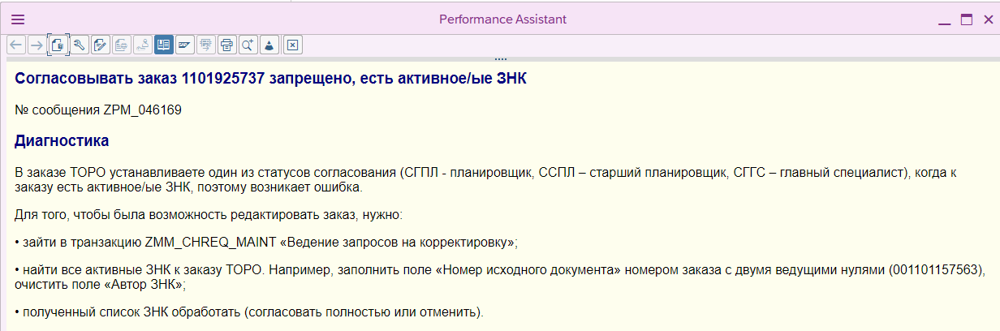 Performance Assistant
Согласовывать заказ 1101925737 запрещено, есть активное/ые ЗНК
№ сообщения ZPM_046169
Диагностика
В заказе ТОРО устанавливаете один из статусов согласования (СГПЛ - планировщик, ССПЛ – старший планировщик, СГГС – главный специалист), когда к
заказу есть активное/ые ЗНК, поэтому возникает ошибка.
Для того, чтобы была возможность редактировать заказ, нужно:
• зайти в транзакцию ZMM_CHREQ_MAINT «Ведение запросов на корректировку»;
• найти все активные ЗНК к заказу ТОРО. Например, заполнить поле «Номер исходного документа» номером заказа с двумя ведущими нулями (001101157563),
очистить поле «Автор ЗНК»;
• полученный список ЗНК обработать (согласовать полностью или отменить).